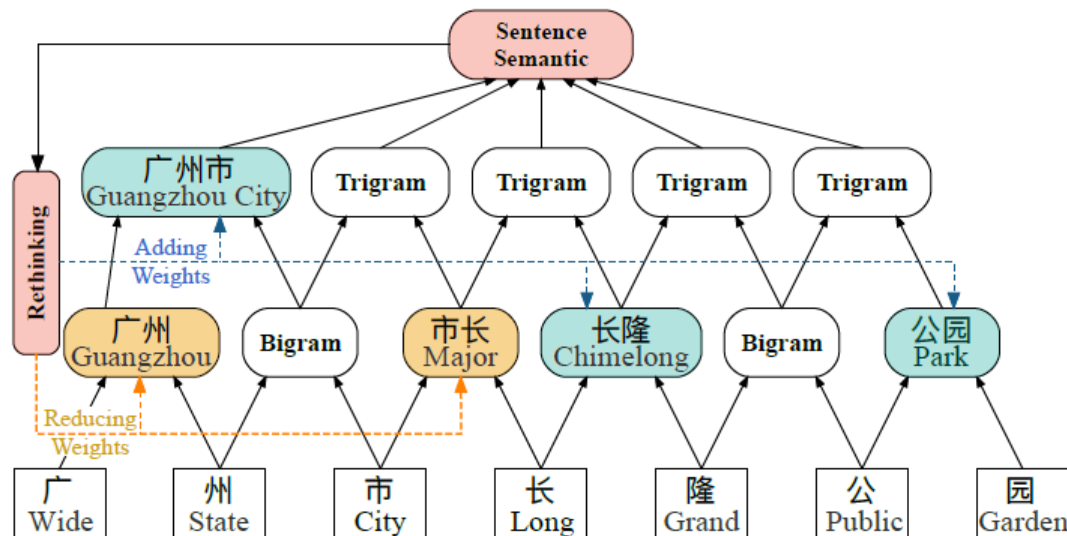 Sentence
Semantic
广州市
Guangzhou City
Trigram
Trigram
Trigram
Trigram
Rethinking
Adding
Weights
广州
Guangzhou
Bigram
市长
Major
长隆
Chimelong
Bigram
公园
Park
Reducing
Weights
广
Wide
州
State
市
City
长
Long
隆
Grand
公
Public
园
Garden